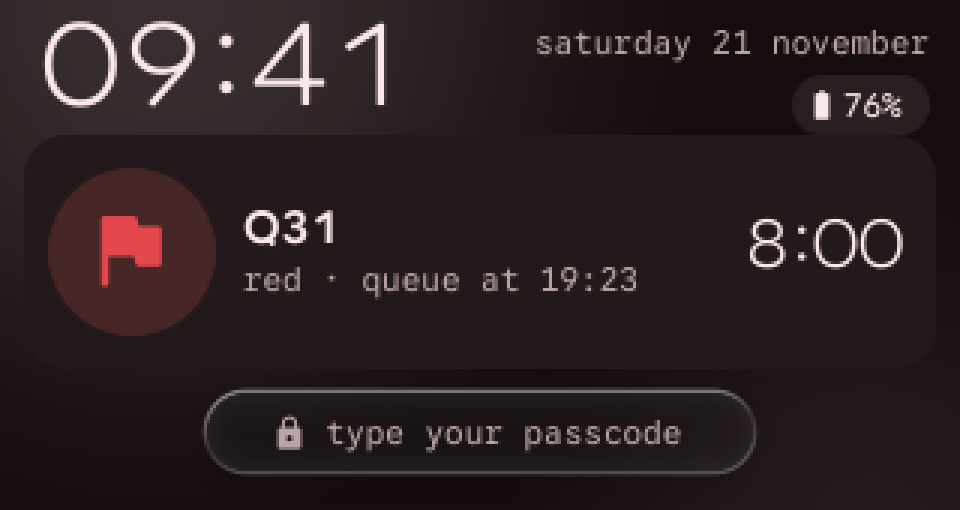 09:41
saturday 21 november
76%
Q31
red · queue at 19:23
8:00
type your passcode